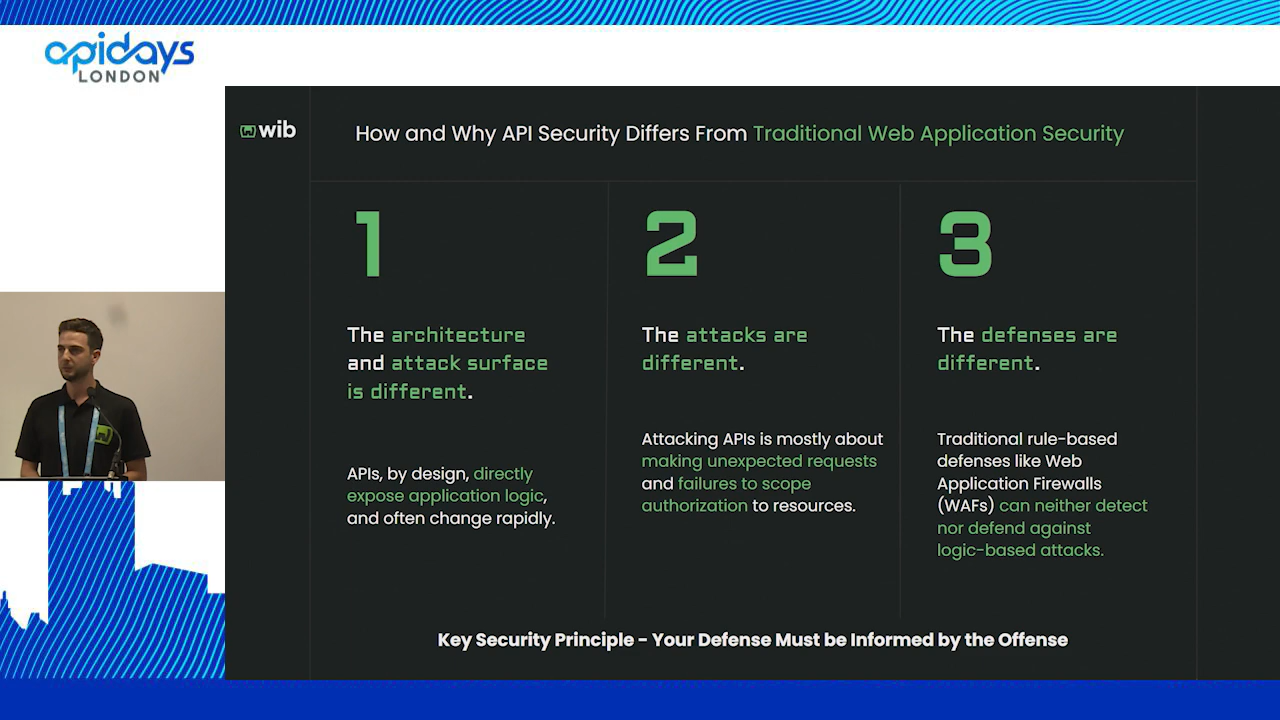 apidays
LONDON
wib
How and Why API Security Differs From Traditional Web Application Security
1
The architecture
and attack surface
is different.
APIs, by design, directly
expose application logic,
and often change rapidly.
2
The attacks are
different.
Attacking APIs is mostly about
making unexpected requests
and failures to scope
authorization to resources.
3
The defenses are
different.
Traditional rule-based
defenses like Web
Application Firewalls
(WAFs) can neither detect
nor defend against
logic-based attacks.
Key Security Principle - Your Defense Must be Informed by the Offense